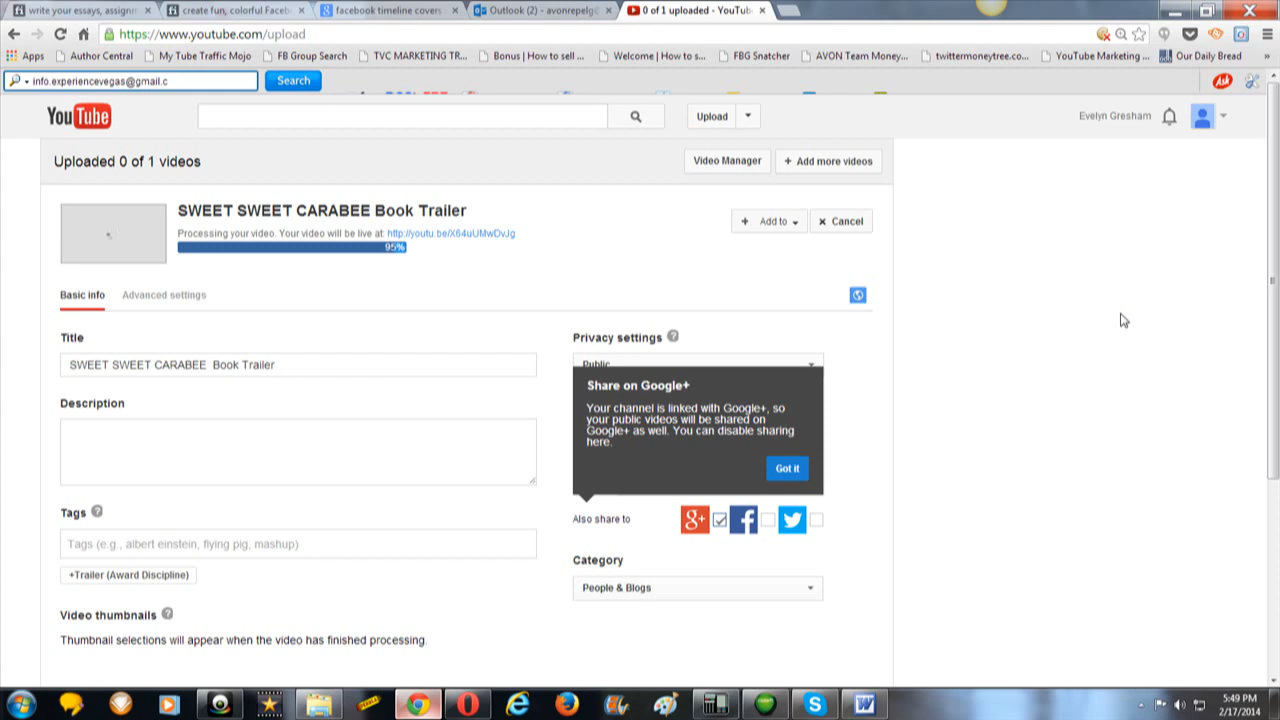 write your essays, assignm
create fun, colorful Faceb
facebook timeline covers
Outlook (2) - avonrepelg@
0 of 1 uploaded - YouTub
https://www.youtube.com/upload
Apps
Author Central
My Tube Traffic Mojo
FB Group Search
TVC MARKETING TR...
Bonus | How to sell ...
Welcome | How to s...
FBG Snatcher
AVON Team Money...
twittermoneytree.co...
YouTube Marketing ...
Our Daily Bread
»
info.experiencevegas@gmail.c
Search
Ask
YouTube
Upload
Evelyn Gresham
Uploaded 0 of 1 videos
Video Manager
+ Add more videos
SWEET SWEET CARABEE Book Trailer
Processing your video. Your video will be live at: http://youtu.be/X64uUMwDvJg
95%
+ Add to
× Cancel
Basic info
Advanced settings
Title
SWEET SWEET CARABEE  Book Trailer
Description
Tags
Tags (e.g., albert einstein, flying pig, mashup)
+Trailer (Award Discipline)
Video thumbnails
Thumbnail selections will appear when the video has finished processing.
Privacy settings
Public
Share on Google+
Your channel is linked with Google+, so
your public videos will be shared on
Google+ as well. You can disable sharing
here.
Got it
Also share to
Category
People & Blogs
5:49 PM
2/17/2014